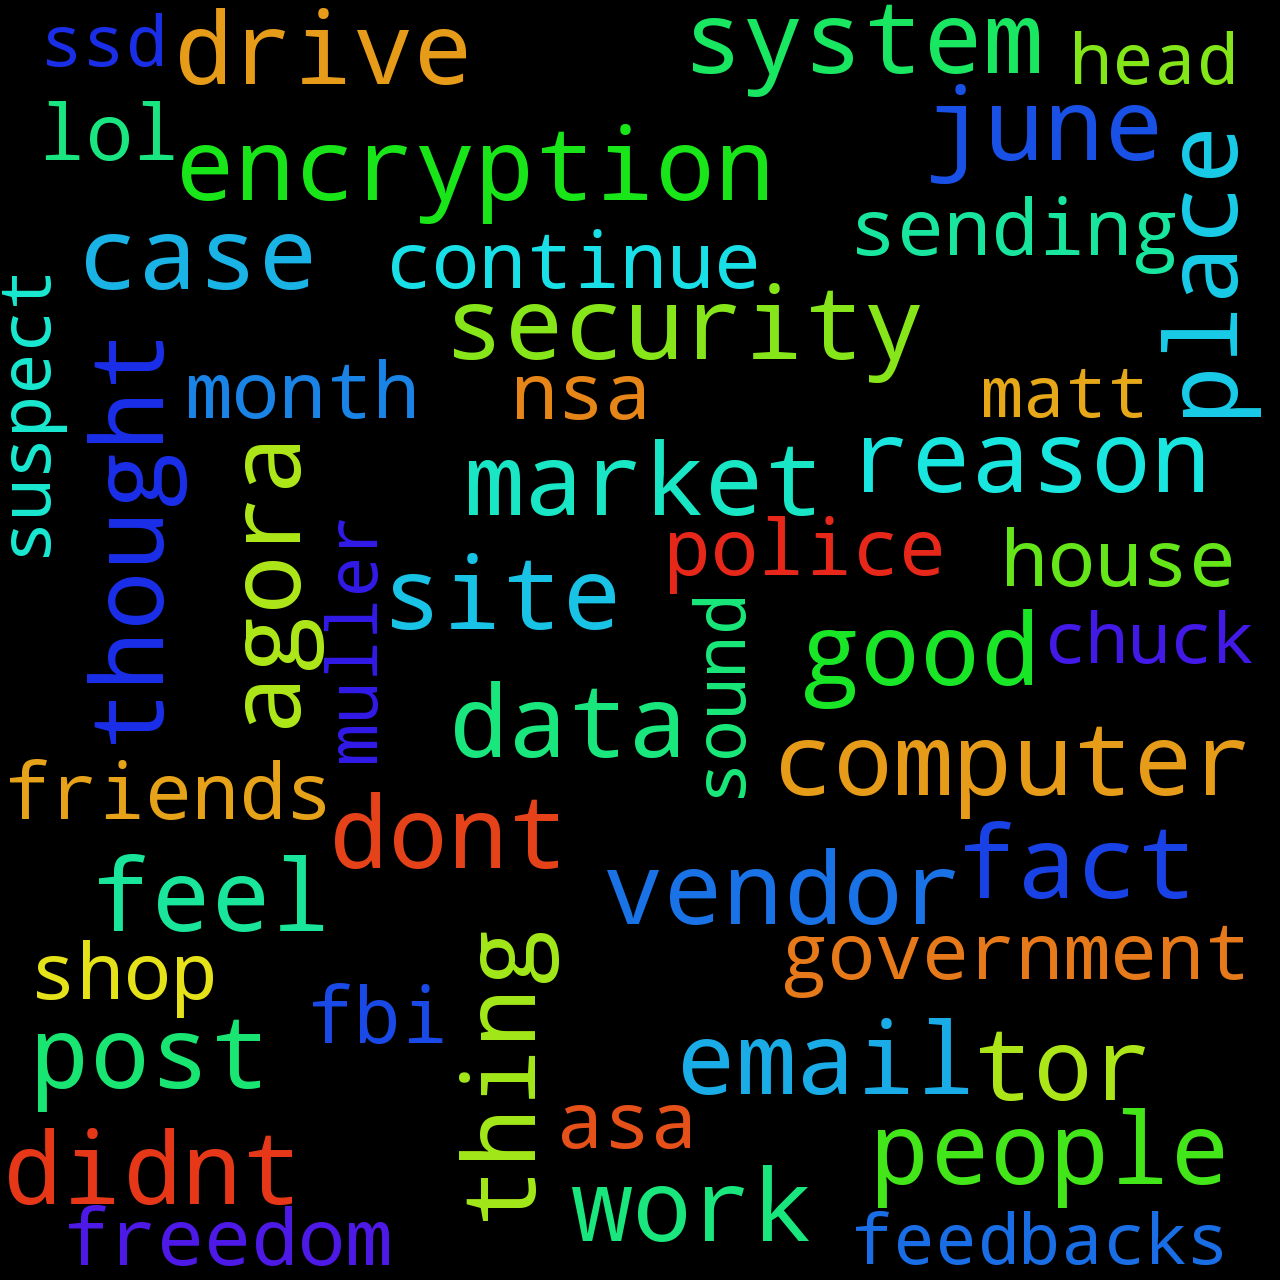 ssd drive system head
lol encryption june place
case continue sending
suspect thought security
month nsa matt
agora market reason
muller site police house
sound good chuck
data computer
friends dont
feel vendor fact
shop thing government
post fbi email tor
asa people
didnt work
freedom feedbacks